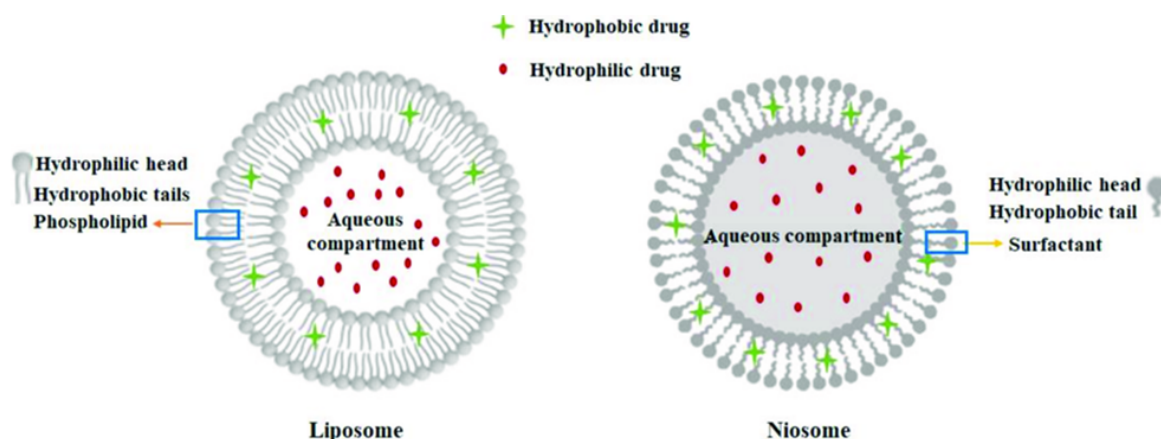 Hydrophobic drug
Hydrophilic drug
Hydrophilic head
Hydrophobic tails
Phospholipid
Aqueous
compartment
Liposome
Aqueous compartment
Hydrophilic head
Hydrophobic tail
Surfactant
Niosome